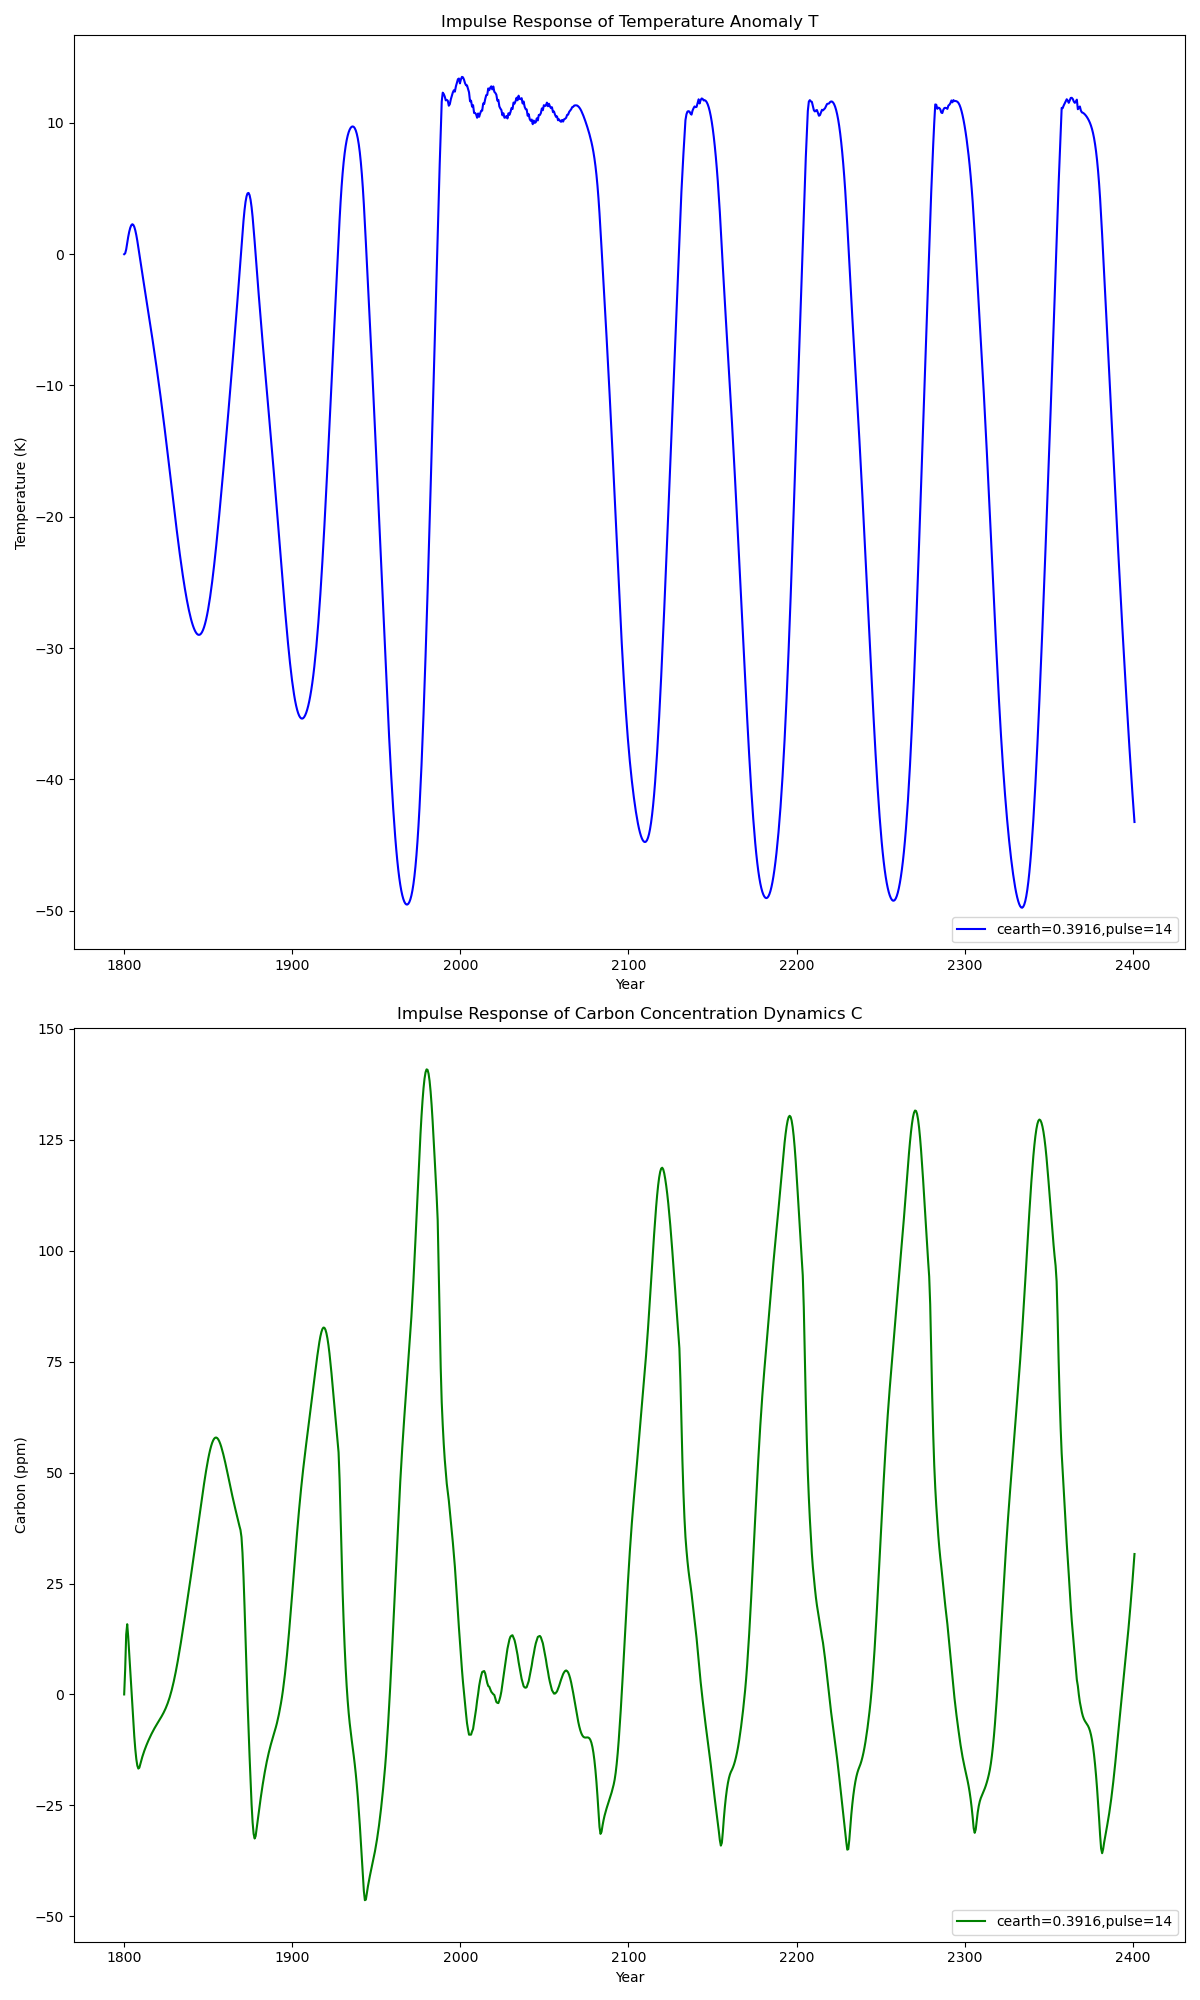 Impulse Response of Temperature Anomaly T
10
0
−10
−20
−30
−40
−50
Temperature (K)
cearth=0.3916,pulse=14
1800 1900 2000 2100 2200 2300 2400
Year
Impulse Response of Carbon Concentration Dynamics C
150
125
100
75
50
25
0
−25
−50
Carbon (ppm)
cearth=0.3916,pulse=14
1800 1900 2000 2100 2200 2300 2400
Year